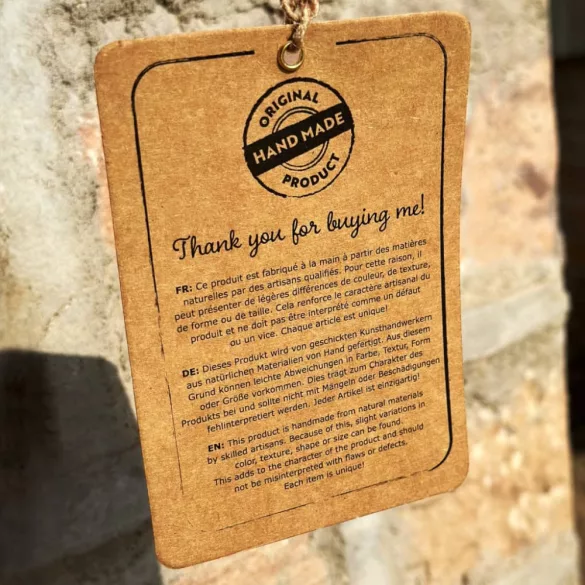 ORIGINAL
HAND MADE
PRODUCT
Thank you for buying me!
FR: Ce produit est fabriqué à la main à partir des matières
naturelles par des artisans qualifiés. Pour cette raison, il
peut présenter de légères différences de couleur, de texture,
de forme ou de taille. Cela renforce le caractère artisanal du
produit et ne doit pas être interprété comme un défaut
ou un vice. Chaque article est unique!
DE: Dieses Produkt wird von geschickten Kunsthandwerkern
aus natürlichen Materialien von Hand gefertigt. Aus diesem
Grund können leichte Abweichungen in Farbe, Textur, Form
oder Größe vorkommen. Dies trägt zum Charakter des
Produkts bei und sollte nicht mit Mängeln oder Beschädigungen
fehlinterpretiert werden. Jeder Artikel ist einzigartig!
EN: This product is handmade from natural materials
by skilled artisans. Because of this, slight variations in
color, texture, shape or size can be found.
This adds to the character of the product and should
not be misinterpreted with flaws or defects.
Each item is unique!